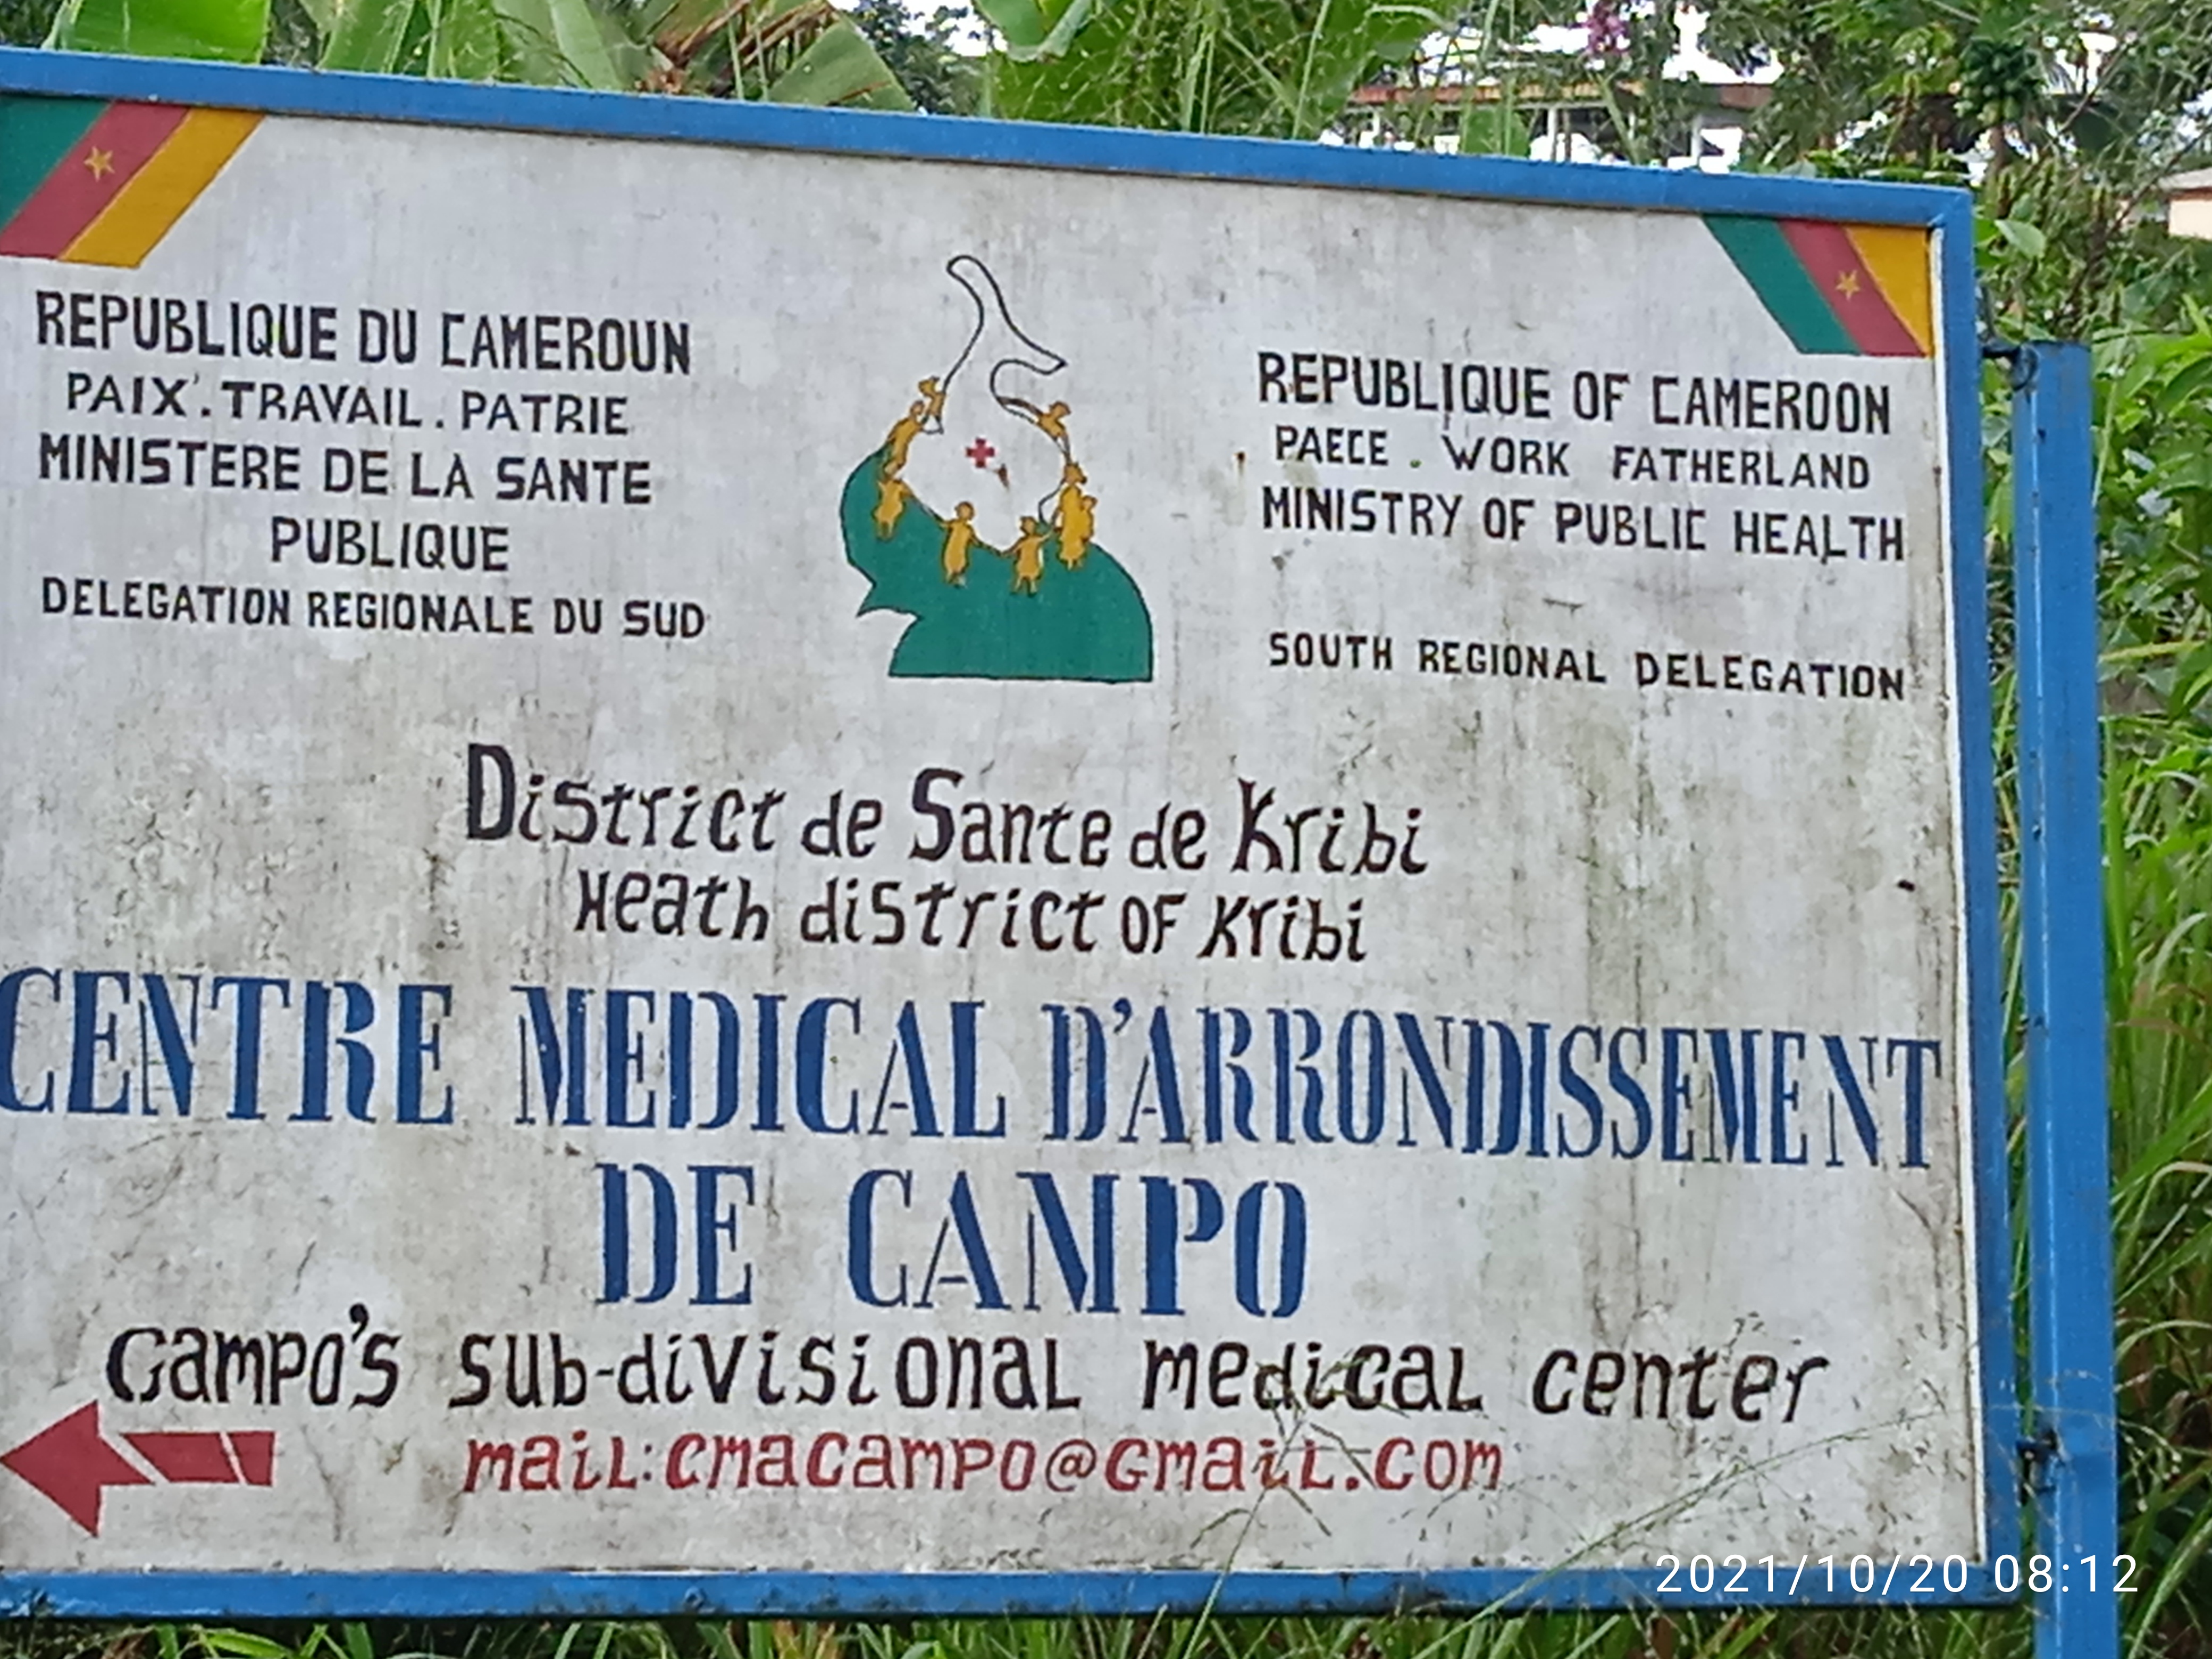 REPUBLIQUE DU CAMEROUN
PAIX.TRAVAIL.PATRIE
MINISTERE DE LA SANTE
PUBLIQUE
DELEGATION REGIONALE DU SUD
REPUBLIQUE OF CAMEROON
PAECE . WORK FATHERLAND
MINISTRY OF PUBLIC HEALTH
SOUTH REGIONAL DELEGATION
District de Sante de Kribi
Heath district OF Kribi
CENTRE MEDICAL D'ARRONDISSEMENT
DE CAMPO
Campo's sub-divisional medical center
mail:cmacampo@Gmail.com
2021/10/20 08:12